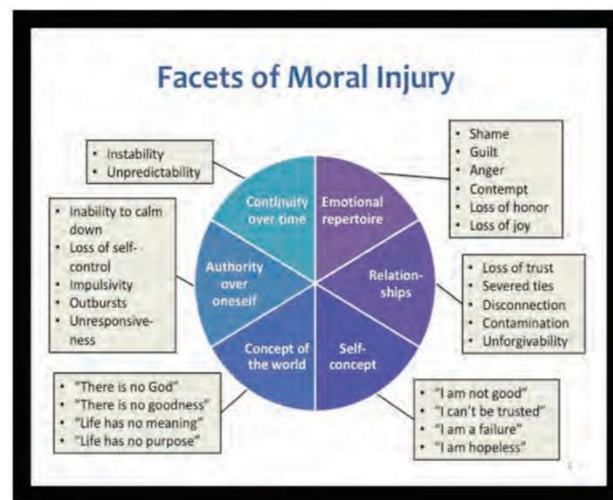 Facets of Moral Injury
• Instability
• Unpredictability
• Shame
• Guilt
• Anger
• Contempt
• Loss of honor
• Loss of joy
Continuity
over time
Emotional
repertoire
• Inability to calm
down
• Loss of self-
control
• Impulsivity
• Outbursts
• Unresponsive-
ness
Authority
over
oneself
Relation-
ships
• Loss of trust
• Severed ties
• Disconnection
• Contamination
• Unforgivability
Concept of
the world
Self-
concept
• "There is no God"
• "There is no goodness"
• "Life has no meaning"
• "Life has no purpose"
• "I am not good"
• "I can't be trusted"
• "I am a failure"
• "I am hopeless"